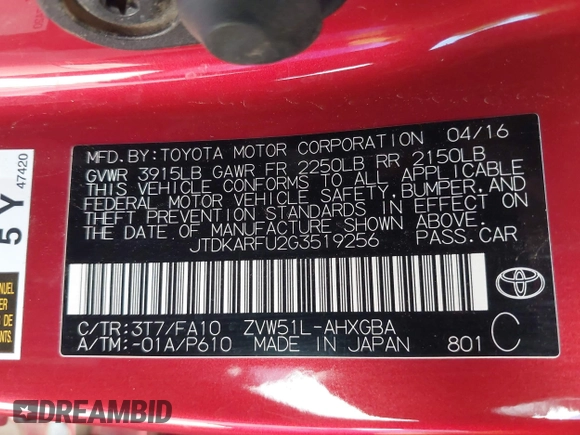 MFD. BY: TOYOTA MOTOR CORPORATION 04/16
GVWR 3915LB GAWR FR 2250LB RR 2150LB
THIS VEHICLE CONFORMS TO ALL APPLICABLE
FEDERAL MOTOR VEHICLE SAFETY, BUMPER, AND
THEFT PREVENTION STANDARDS IN EFFECT ON
THE DATE OF MANUFACTURE SHOWN ABOVE.
JTDKARFU2G3519256 PASS. CAR
C/TR: 3T7/FA10 ZVW51L-AHXGBA
A/TM: -01A/P610 MADE IN JAPAN 801 C
TOYOTA
5 Y
47420
DREAMBID